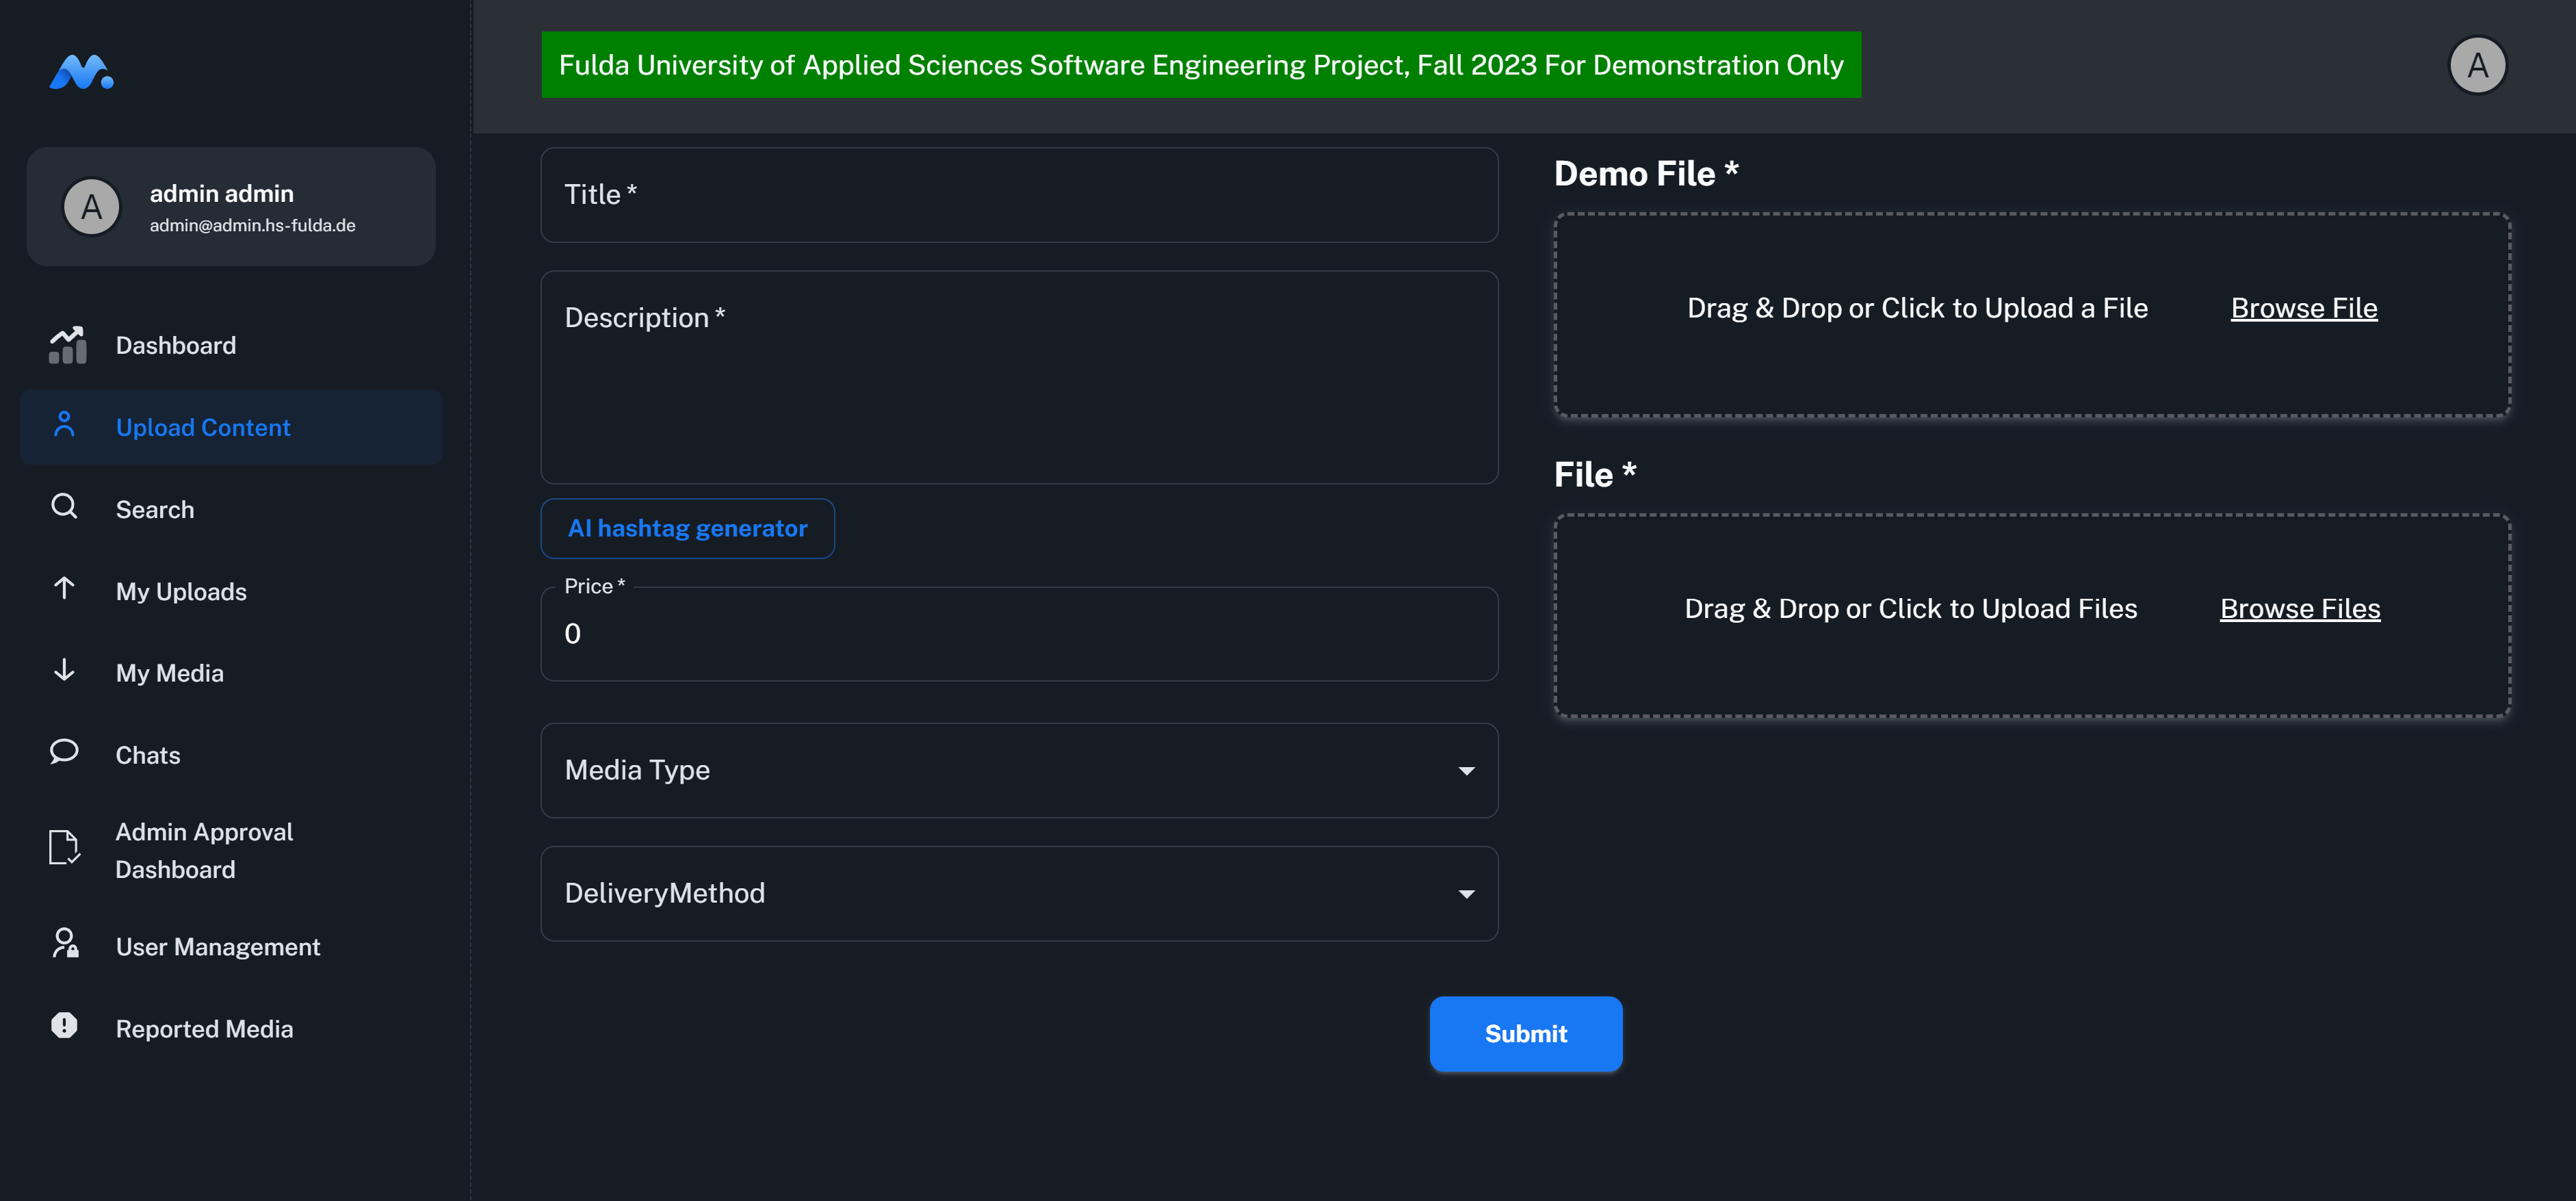 Fulda University of Applied Sciences Software Engineering Project, Fall 2023 For Demonstration Only
A
A
admin admin
admin@admin.hs-fulda.de
Dashboard
Upload Content
Search
My Uploads
My Media
Chats
Admin Approval
Dashboard
User Management
Reported Media
Title *
Description *
AI hashtag generator
Price *
0
Media Type
DeliveryMethod
Demo File *
Drag & Drop or Click to Upload a File Browse File
File *
Drag & Drop or Click to Upload Files Browse Files
Submit